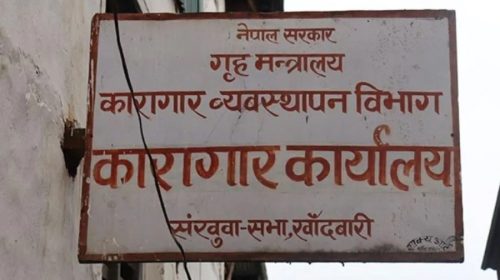 नेपाल सरकार
गृह मन्त्रालय
कारागार व्यवस्थापन विभाग
कारागार कार्यालय
संखुवा-सभा, खाँदबारी